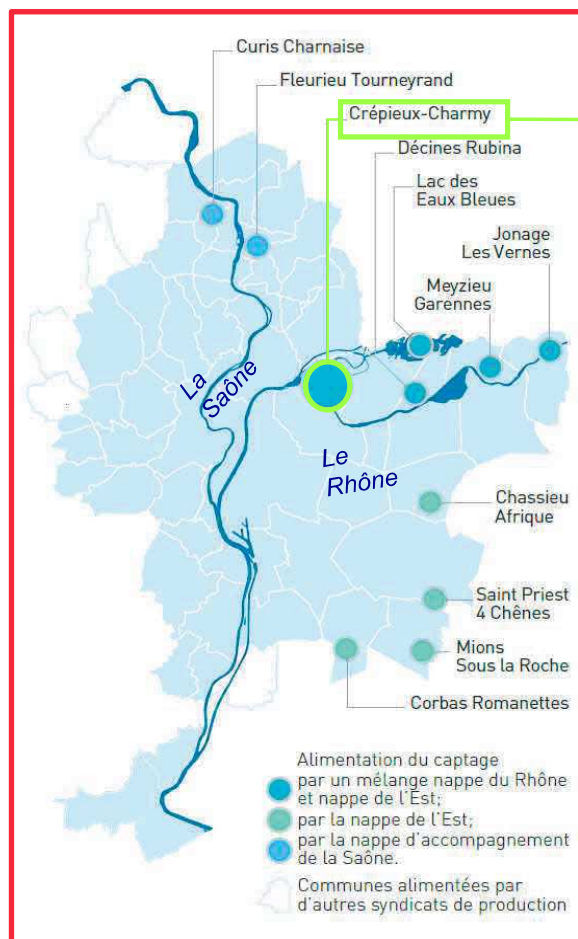 Curis Charnaise
Fleurieu Tourneyrand
Crépieux-Charmy
Décines Rubina
Lac des
Eaux Bleues
Jonage
Les Vernes
Meyzieu
Garennes
La
Saône
Le
Rhône
Chassieu
Afrique
Saint Priest
4 Chênes
Mions
Sous la Roche
Corbas Romanettes
Alimentation du captage
par un mélange nappe du Rhône
et nappe de l'Est;
par la nappe de l'Est;
par la nappe d'accompagnement
de la Saône.
Communes alimentées par
d'autres syndicats de production